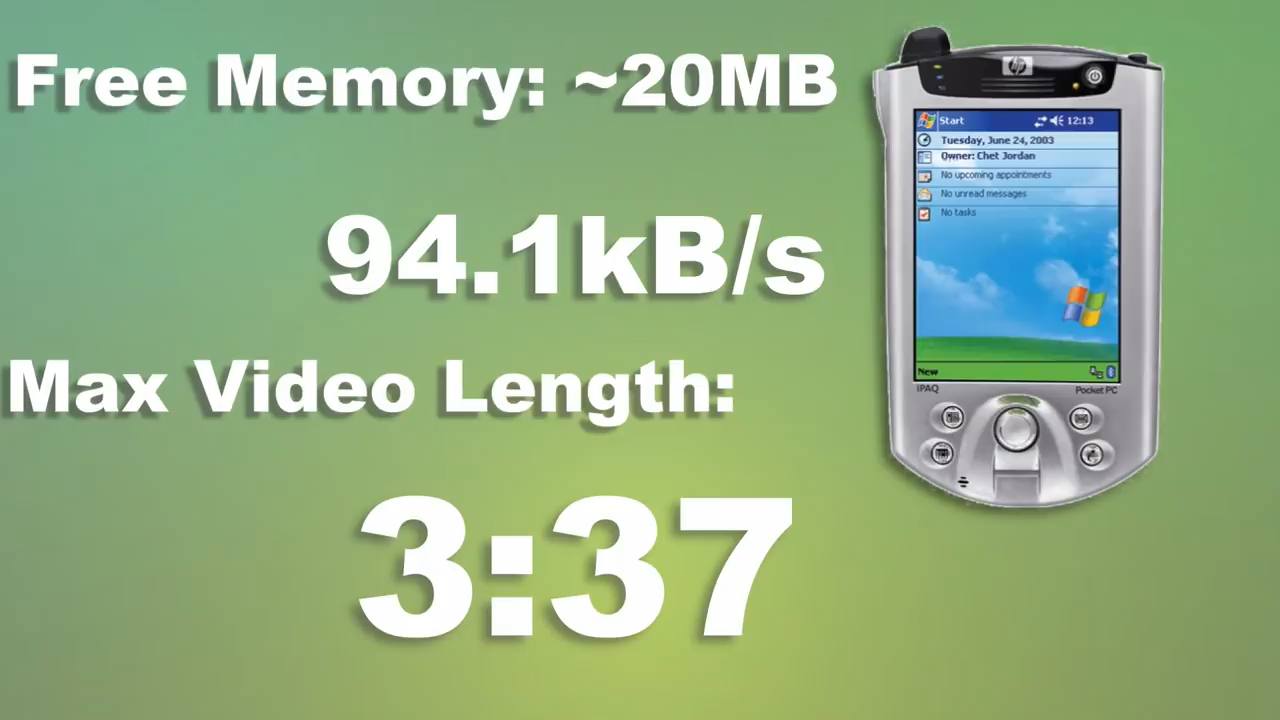 Free Memory: ~20MB
94.1kB/s
Max Video Length:
3:37
hp
Start 12:13
Tuesday, June 24, 2003
Owner: Chet Jordan
No upcoming appointments
No unread messages
No tasks
New
iPAQ Pocket PC